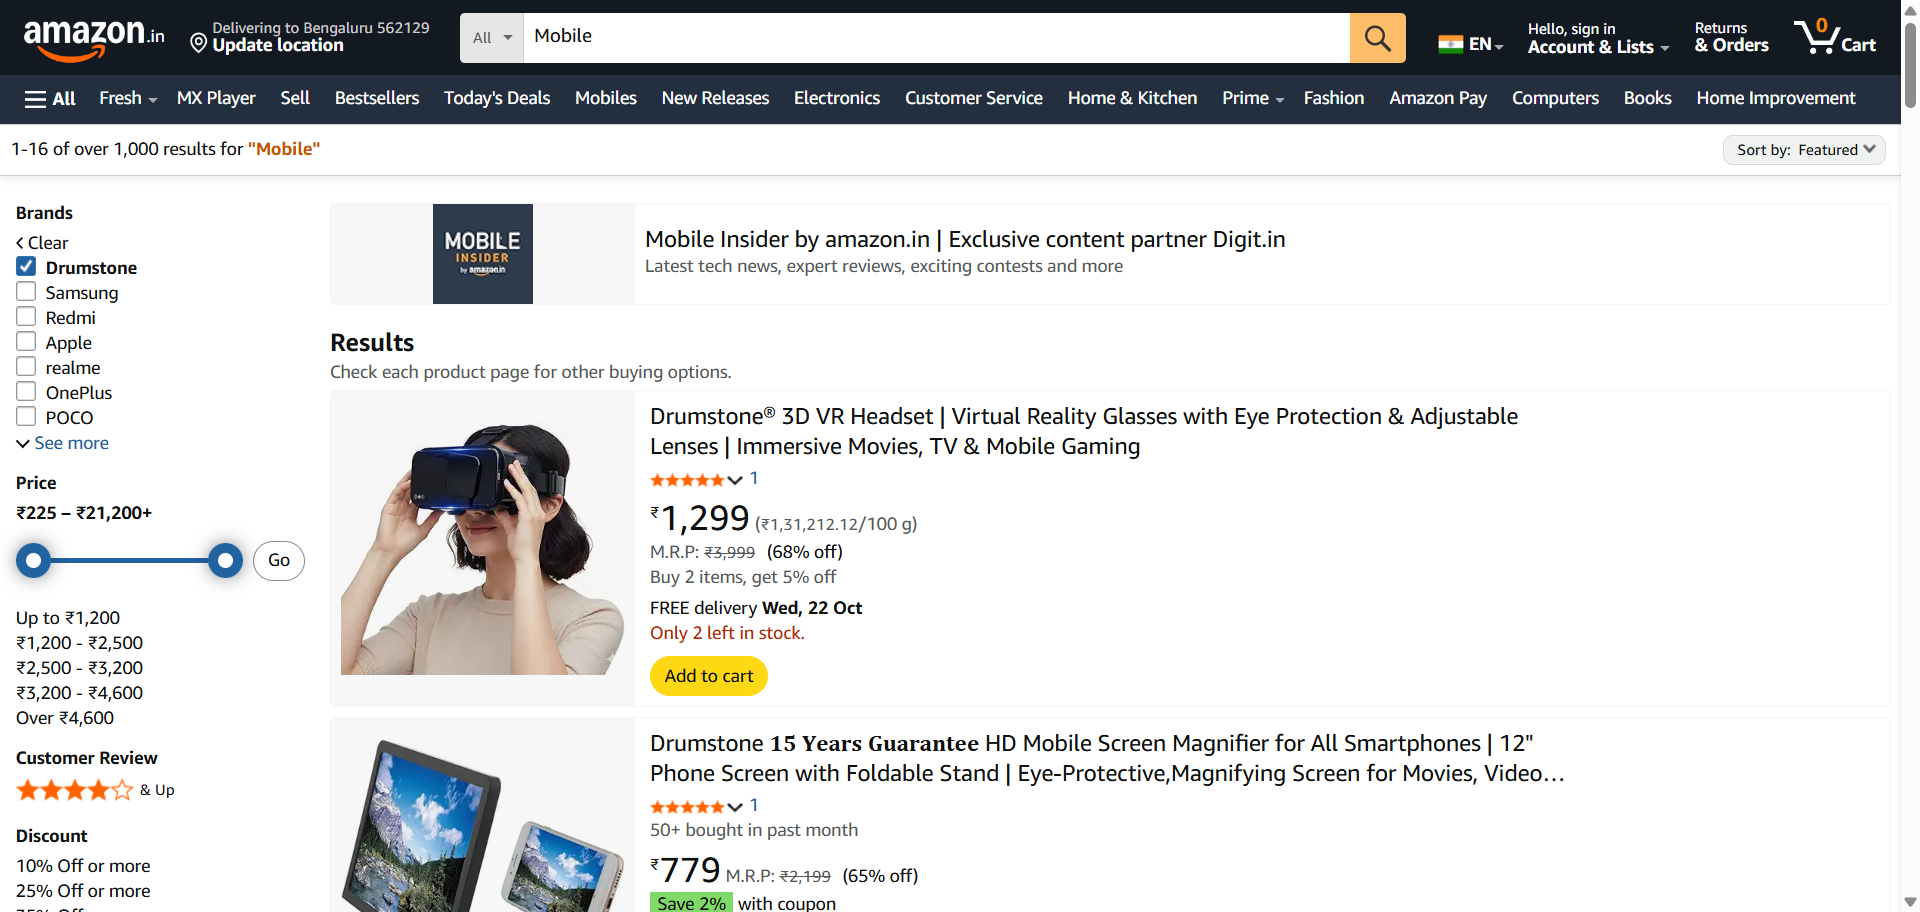 amazon.in
Delivering to Bengaluru 562129
Update location
All
Mobile
EN
Hello, sign in
Account & Lists
Returns
& Orders
0
Cart
All
Fresh
MX Player
Sell
Bestsellers
Today's Deals
Mobiles
New Releases
Electronics
Customer Service
Home & Kitchen
Prime
Fashion
Amazon Pay
Computers
Books
Home Improvement
1-16 of over 1,000 results for "Mobile"
Sort by: Featured
Brands
Clear
Drumstone
Samsung
Redmi
Apple
realme
OnePlus
POCO
See more
Price
₹225 – ₹21,200+
Go
Up to ₹1,200
₹1,200 - ₹2,500
₹2,500 - ₹3,200
₹3,200 - ₹4,600
Over ₹4,600
Customer Review
& Up
Discount
10% Off or more
25% Off or more
MOBILE
INSIDER
by amazon.in
Mobile Insider by amazon.in | Exclusive content partner Digit.in
Latest tech news, expert reviews, exciting contests and more
Results
Check each product page for other buying options.
Drumstone® 3D VR Headset | Virtual Reality Glasses with Eye Protection & Adjustable
Lenses | Immersive Movies, TV & Mobile Gaming
1
₹1,299 (₹1,31,212.12/100 g)
M.R.P: ₹3,999 (68% off)
Buy 2 items, get 5% off
FREE delivery Wed, 22 Oct
Only 2 left in stock.
Add to cart
Drumstone 15 Years Guarantee HD Mobile Screen Magnifier for All Smartphones | 12"
Phone Screen with Foldable Stand | Eye-Protective,Magnifying Screen for Movies, Video…
1
50+ bought in past month
₹779 M.R.P: ₹2,199 (65% off)
Save 2% with coupon